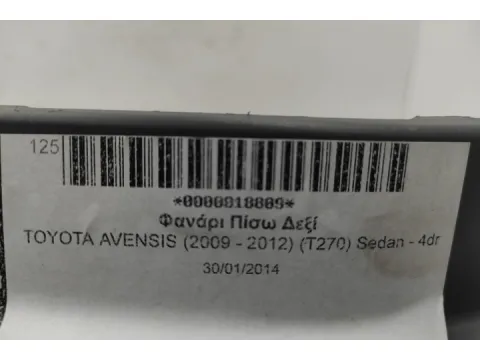 125
*0000018889*
Φανάρι Πίσω Δεξί
TOYOTA AVENSIS (2009 - 2012) (T270) Sedan - 4dr
30/01/2014